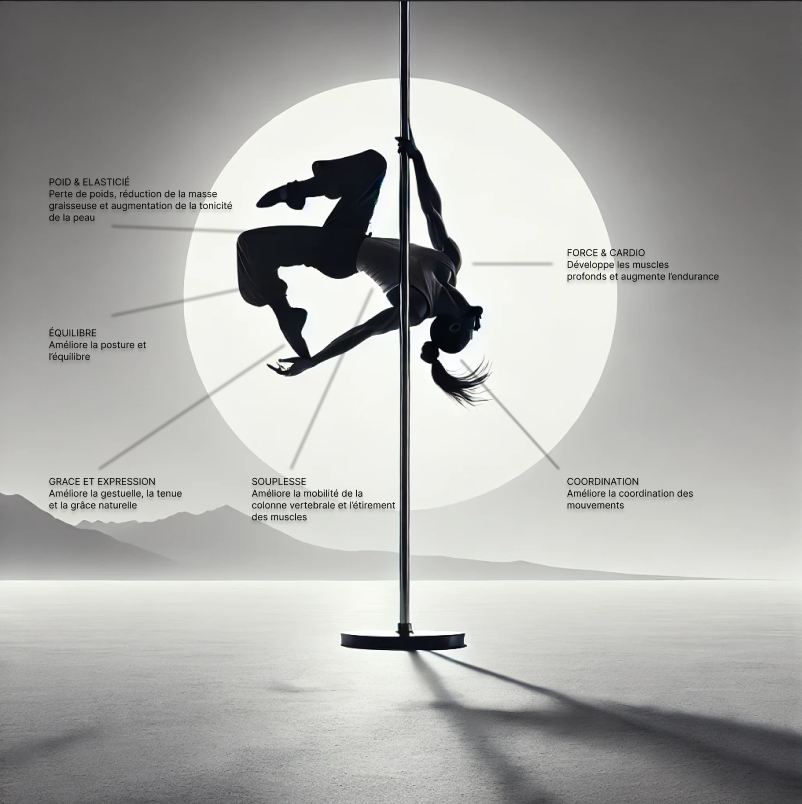 POID & ELASTICIÉ
Perte de poids, réduction de la masse
graisseuse et augmentation de la tonicité
de la peau
FORCE & CARDIO
Développe les muscles
profonds et augmente l'endurance
ÉQUILIBRE
Améliore la posture et
l'équilibre
GRACE ET EXPRESSION
Améliore la gestuelle, la tenue
et la grâce naturelle
SOUPLESSE
Améliore la mobilité de la
colonne vertebrale et l'étirement
des muscles
COORDINATION
Améliore la coordination des
mouvements